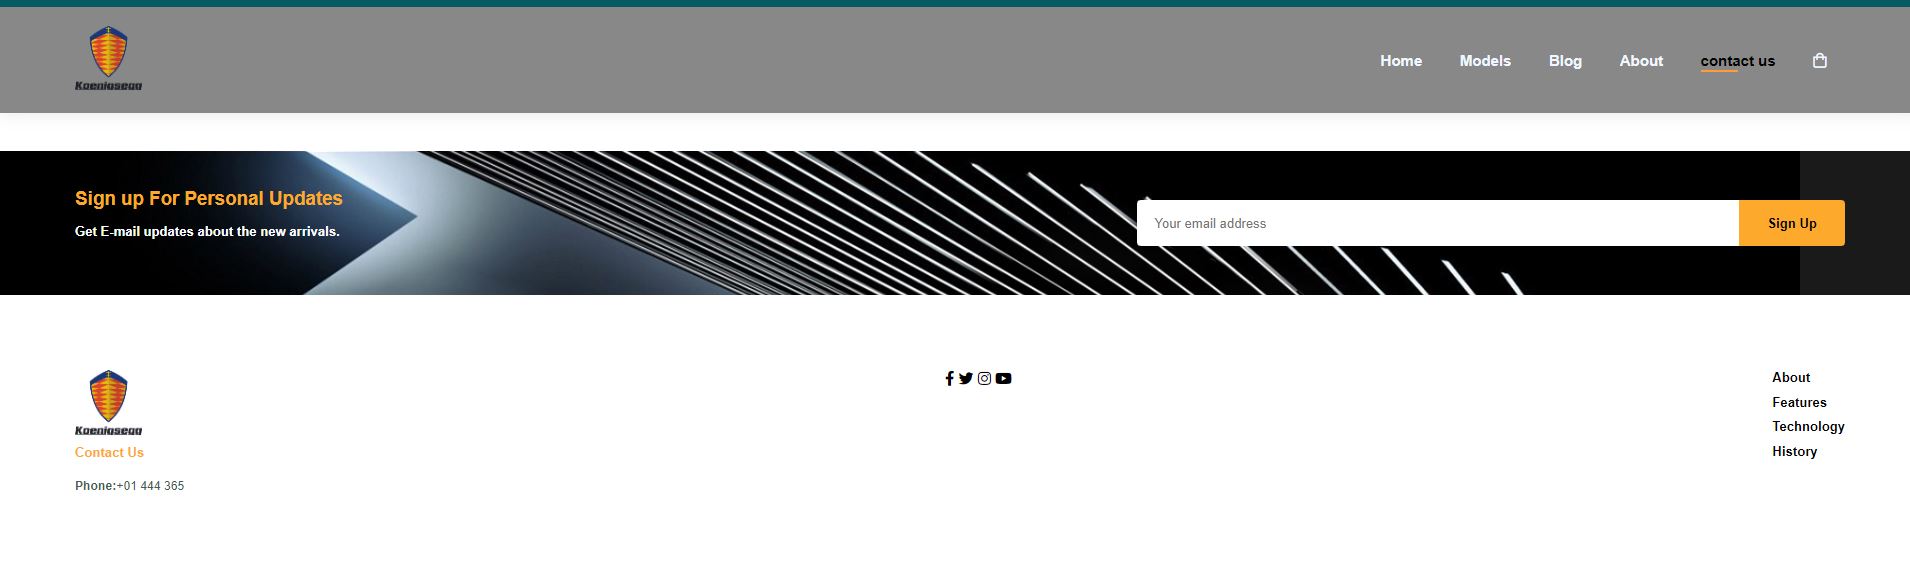 Koenigsegg
Home
Models
Blog
About
contact us
Sign up For Personal Updates
Get E-mail updates about the new arrivals.
Your email address
Sign Up
Koenigsegg
Contact Us
Phone:+01 444 365
About
Features
Technology
History